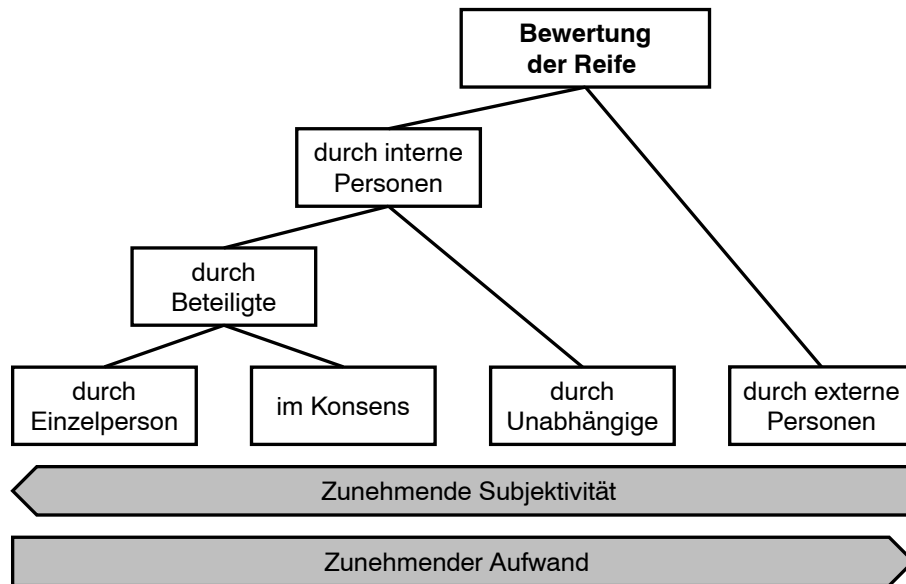 Bewertung
der Reife
durch interne
Personen
durch
Beteiligte
durch
Einzelperson
im Konsens
durch
Unabhängige
durch externe
Personen
Zunehmende Subjektivität
Zunehmender Aufwand